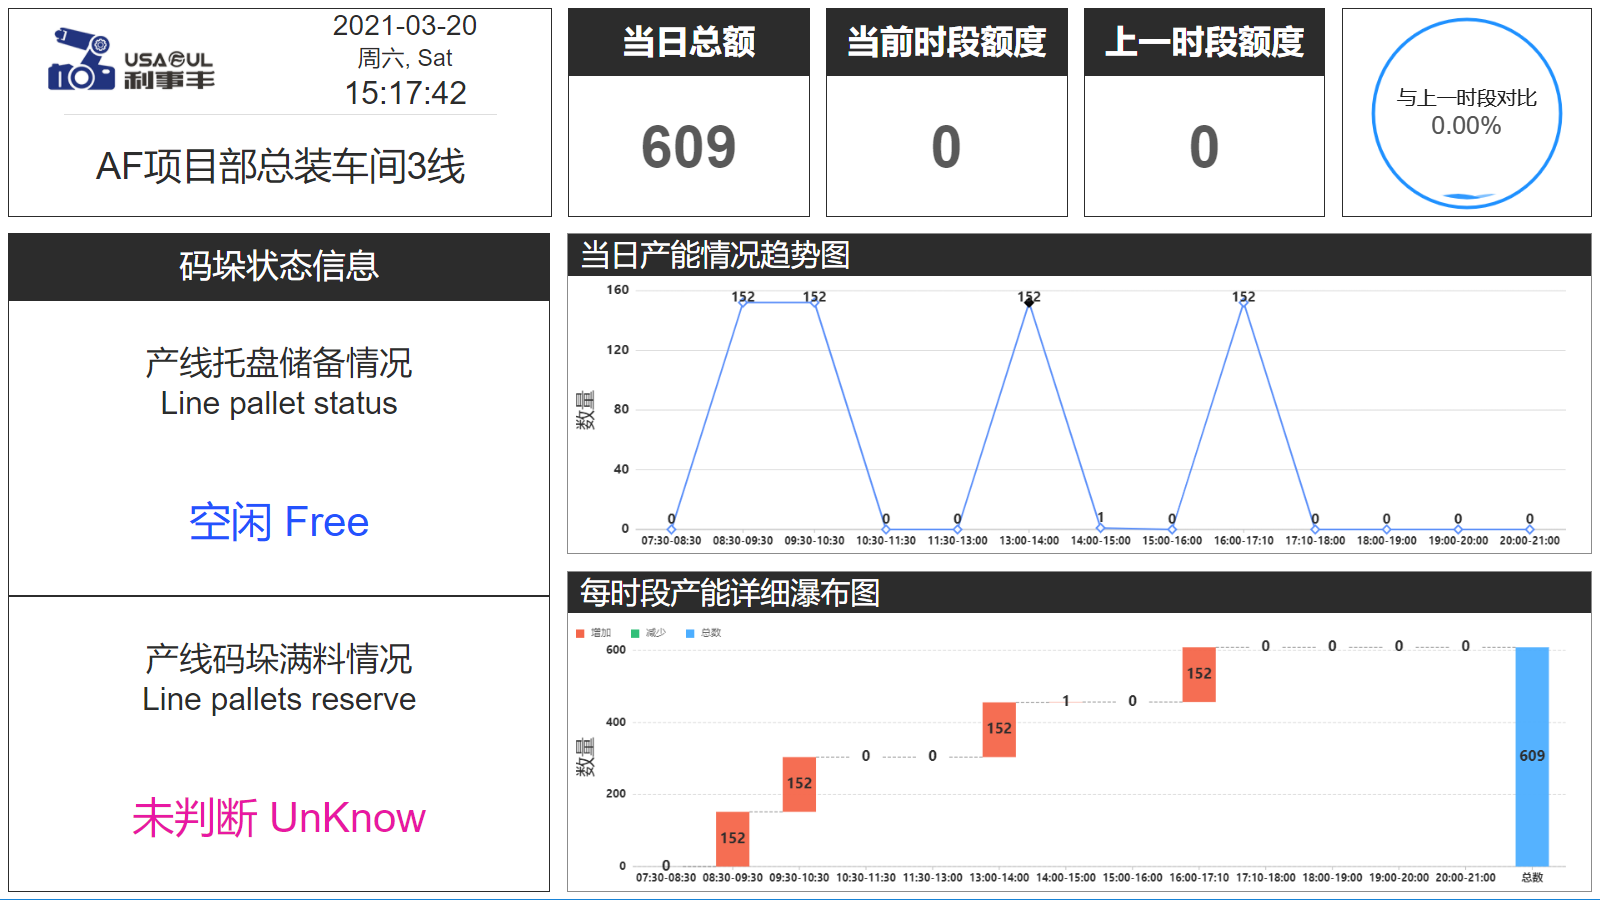 USAEUL
利事丰
2021-03-20
周六, Sat
15:17:42
AF项目部总装车间3线
当日总额
609
当前时段额度
0
上一时段额度
0
与上一时段对比
0.00%
码垛状态信息
产线托盘储备情况
Line pallet status
空闲 Free
产线码垛满料情况
Line pallets reserve
未判断 UnKnow
当日产能情况趋势图
数量
160
120
80
40
0
0 152 152 0 0 152 1 0 152 0 0 0 0
07:30-08:30 08:30-09:30 09:30-10:30 10:30-11:30 11:30-13:00 13:00-14:00 14:00-15:00 15:00-16:00 16:00-17:10 17:10-18:00 18:00-19:00 19:00-20:00 20:00-21:00
每时段产能详细瀑布图
增加 减少 总数
数量
600
400
200
0
0 152 152 0 0 152 1 0 152 0 0 0 0 609
07:30-08:30 08:30-09:30 09:30-10:30 10:30-11:30 11:30-13:00 13:00-14:00 14:00-15:00 15:00-16:00 16:00-17:10 17:10-18:00 18:00-19:00 19:00-20:00 20:00-21:00 总数